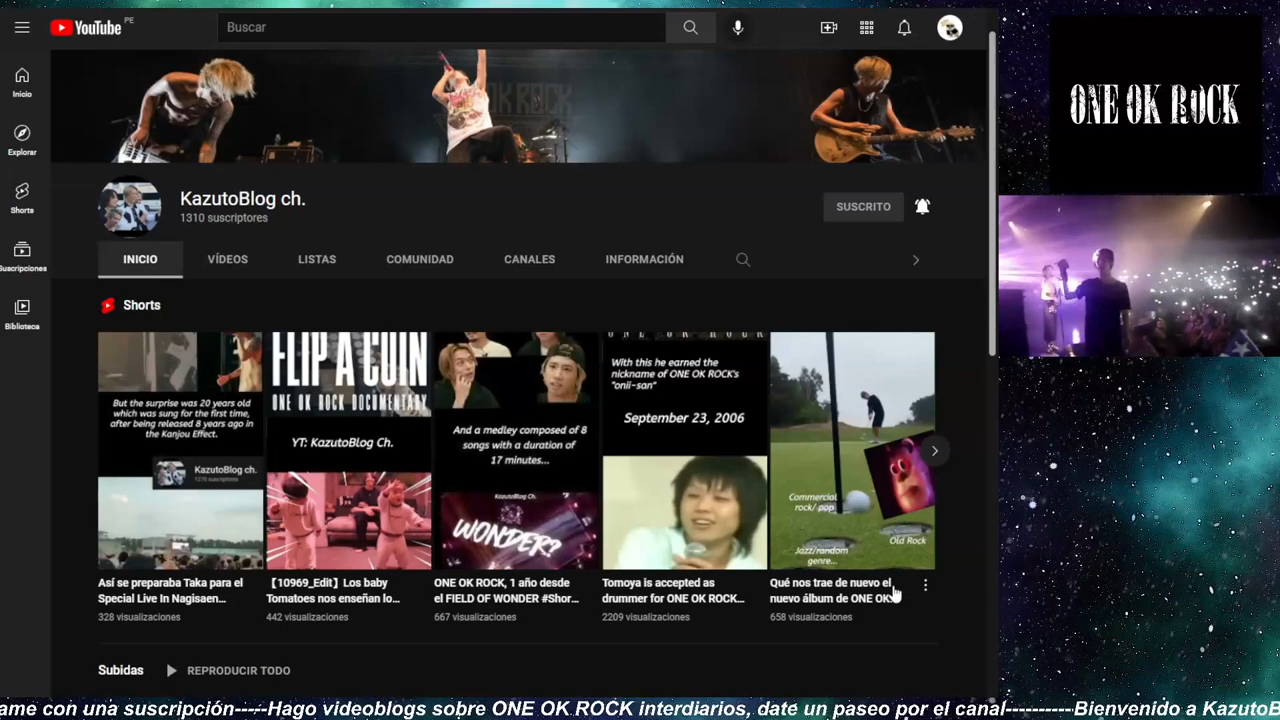 YouTube PE
Buscar
Inicio
Explorar
Shorts
Suscripciones
Biblioteca
ONE OK ROCK
KazutoBlog ch.
1310 suscriptores
SUSCRITO
INICIO
VÍDEOS
LISTAS
COMUNIDAD
CANALES
INFORMACIÓN
Shorts
But the surprise was 20 years old
which was sung for the first time,
after being released 8 years ago in
the Kanjou Effect.
KazutoBlog ch.
FLIP A COIN
ONE OK ROCK DOCUMENTARY
YT: KazutoBlog Ch.
And a medley composed of 8
songs with a duration of
17 minutes...
KazutoBlog Ch.
WONDER?
ONE OK ROCK
With this he earned the
nickname of ONE OK ROCK's
"onii-san"
September 23, 2006
Commercial
rock/ pop
Old Rock
Jazz/random
genre...
Así se preparaba Taka para el
Special Live In Nagisaen...
328 visualizaciones
【10969_Edit】Los baby
Tomatoes nos enseñan lo...
442 visualizaciones
ONE OK ROCK, 1 año desde
el FIELD OF WONDER #Shor...
667 visualizaciones
Tomoya is accepted as
drummer for ONE OK ROCK...
2209 visualizaciones
Qué nos trae de nuevo el
nuevo álbum de ONE OK
658 visualizaciones
Subidas
REPRODUCIR TODO
ONE OK ROCK
ame con una suscripción-----Hago videoblogs sobre ONE OK ROCK interdiarios, date un paseo por el canal----------Bienvenido a KazutoB